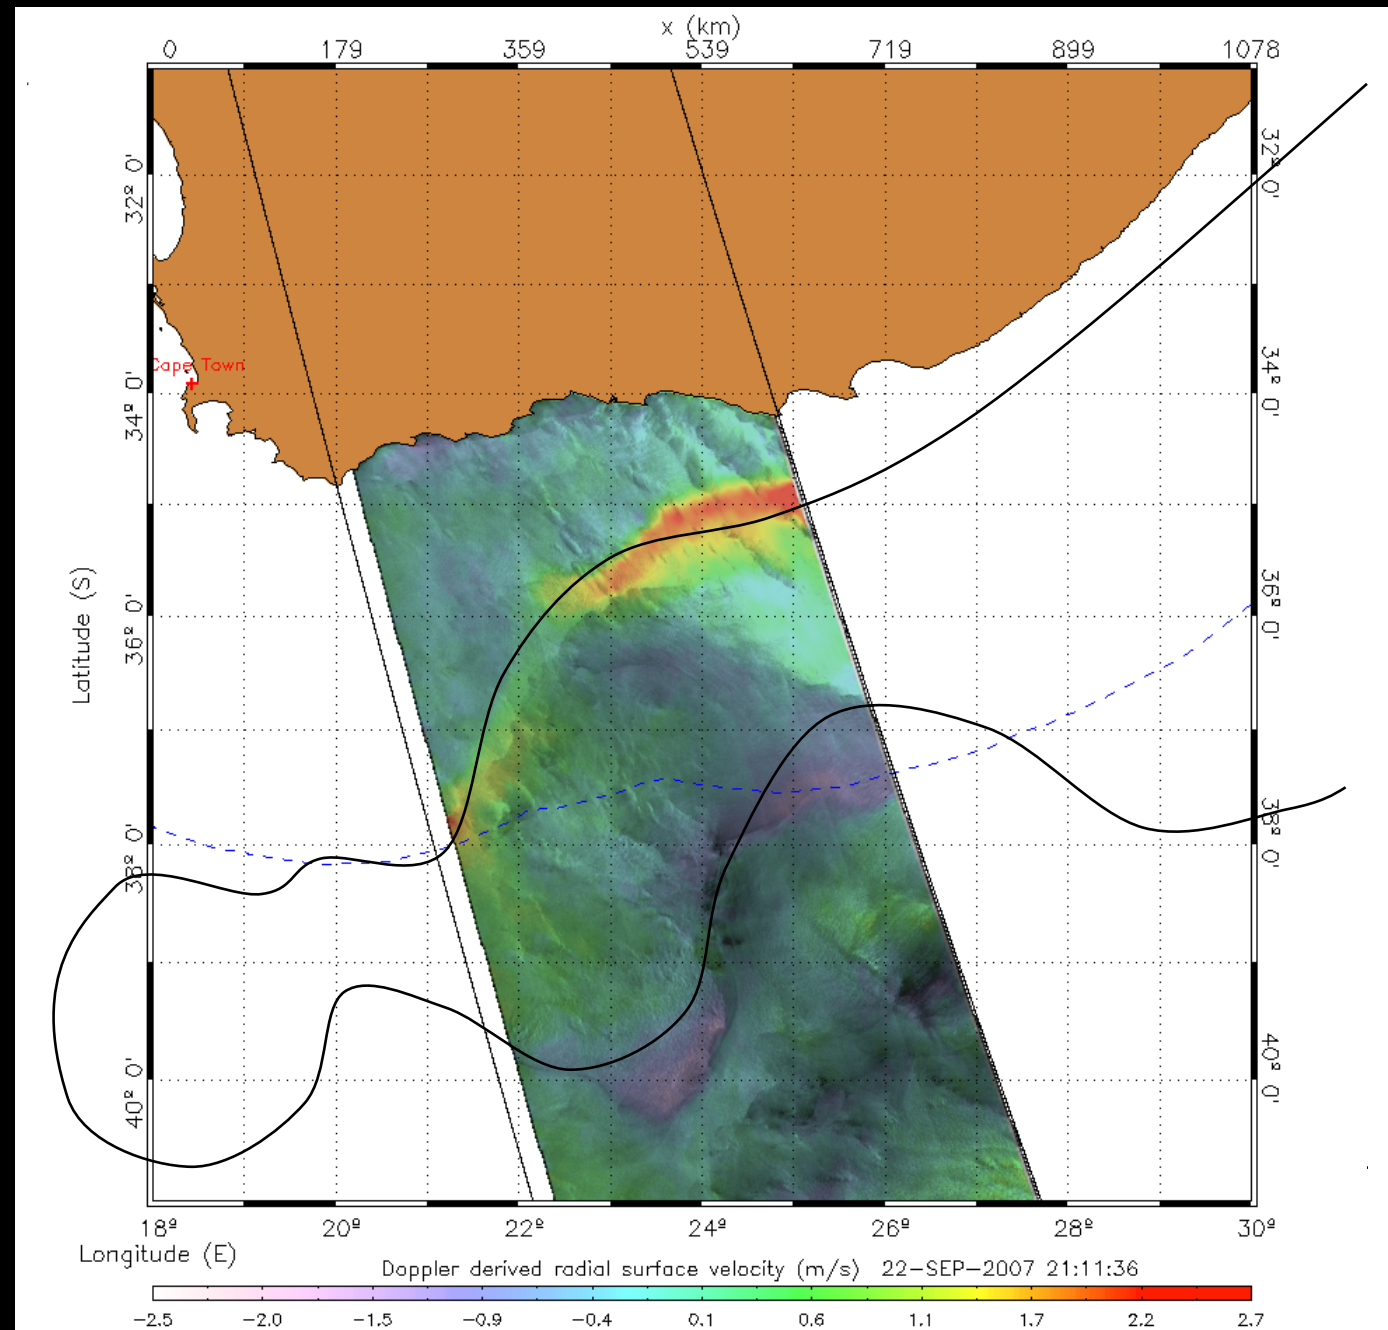 x (km)
0 179 359 539 719 899 1078
32º 0'
32º 0'
Cape Town
34º 0'
34º 0'
Latitude (S)
36º 0'
36º 0'
38º 0'
38º 0'
40º 0'
40º 0'
18º 20º 22º 24º 26º 28º 30º
Longitude (E)
Doppler derived radial surface velocity (m/s) 22-SEP-2007 21:11:36
−2.5 −2.0 −1.5 −0.9 −0.4 0.1 0.6 1.1 1.7 2.2 2.7